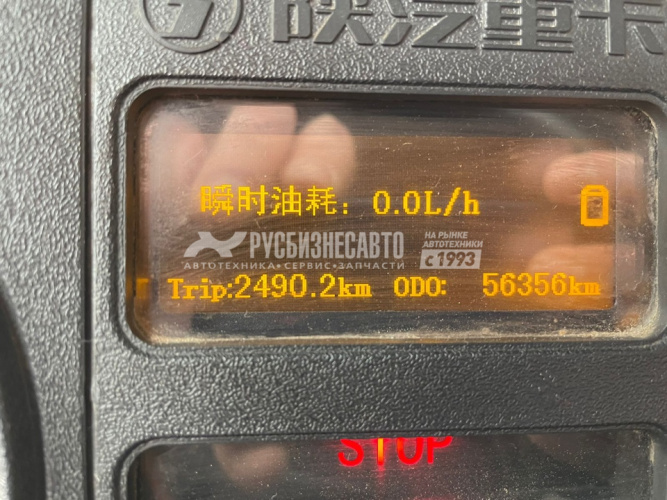 陕汽重卡
瞬时油耗：0.0L/h
РУСБИЗНЕСАВТО
АВТОТЕХНИКА•СЕРВИС•ЗАПЧАСТИ
НА РЫНКЕ
АВТОТЕХНИКИ
с 1993
Trip:2490.2km ODO: 56356km
STOP